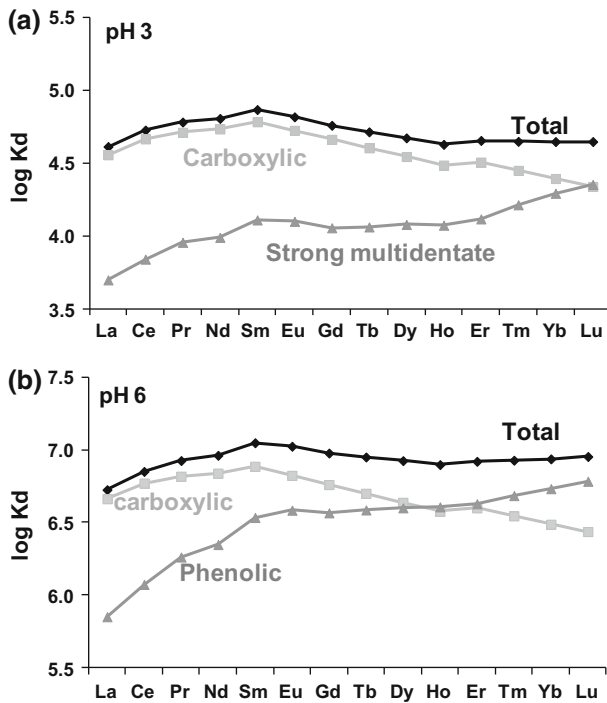 (a)
pH 3
5.5
5.0
4.5
4.0
3.5
log Kd
Total
Carboxylic
Strong multidentate
La Ce Pr Nd Sm Eu Gd Tb Dy Ho Er Tm Yb Lu
(b)
pH 6
7.5
7.0
6.5
6.0
5.5
log Kd
Total
carboxylic
Phenolic
La Ce Pr Nd Sm Eu Gd Tb Dy Ho Er Tm Yb Lu